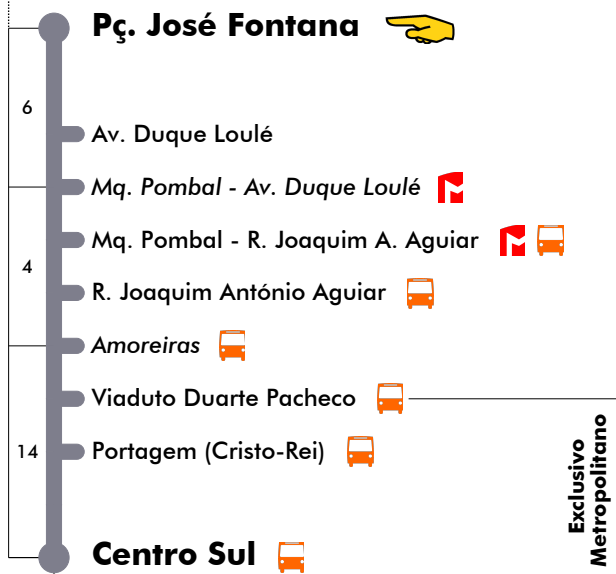 Pç. José Fontana
6
Av. Duque Loulé
Mq. Pombal - Av. Duque Loulé
Mq. Pombal - R. Joaquim A. Aguiar
4
R. Joaquim António Aguiar
Amoreiras
Viaduto Duarte Pacheco
14
Portagem (Cristo-Rei)
Centro Sul
Exclusivo
Metropolitano